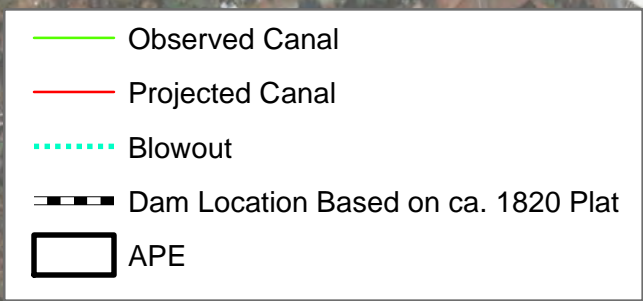 Observed Canal
Projected Canal
Blowout
Dam Location Based on ca. 1820 Plat
APE